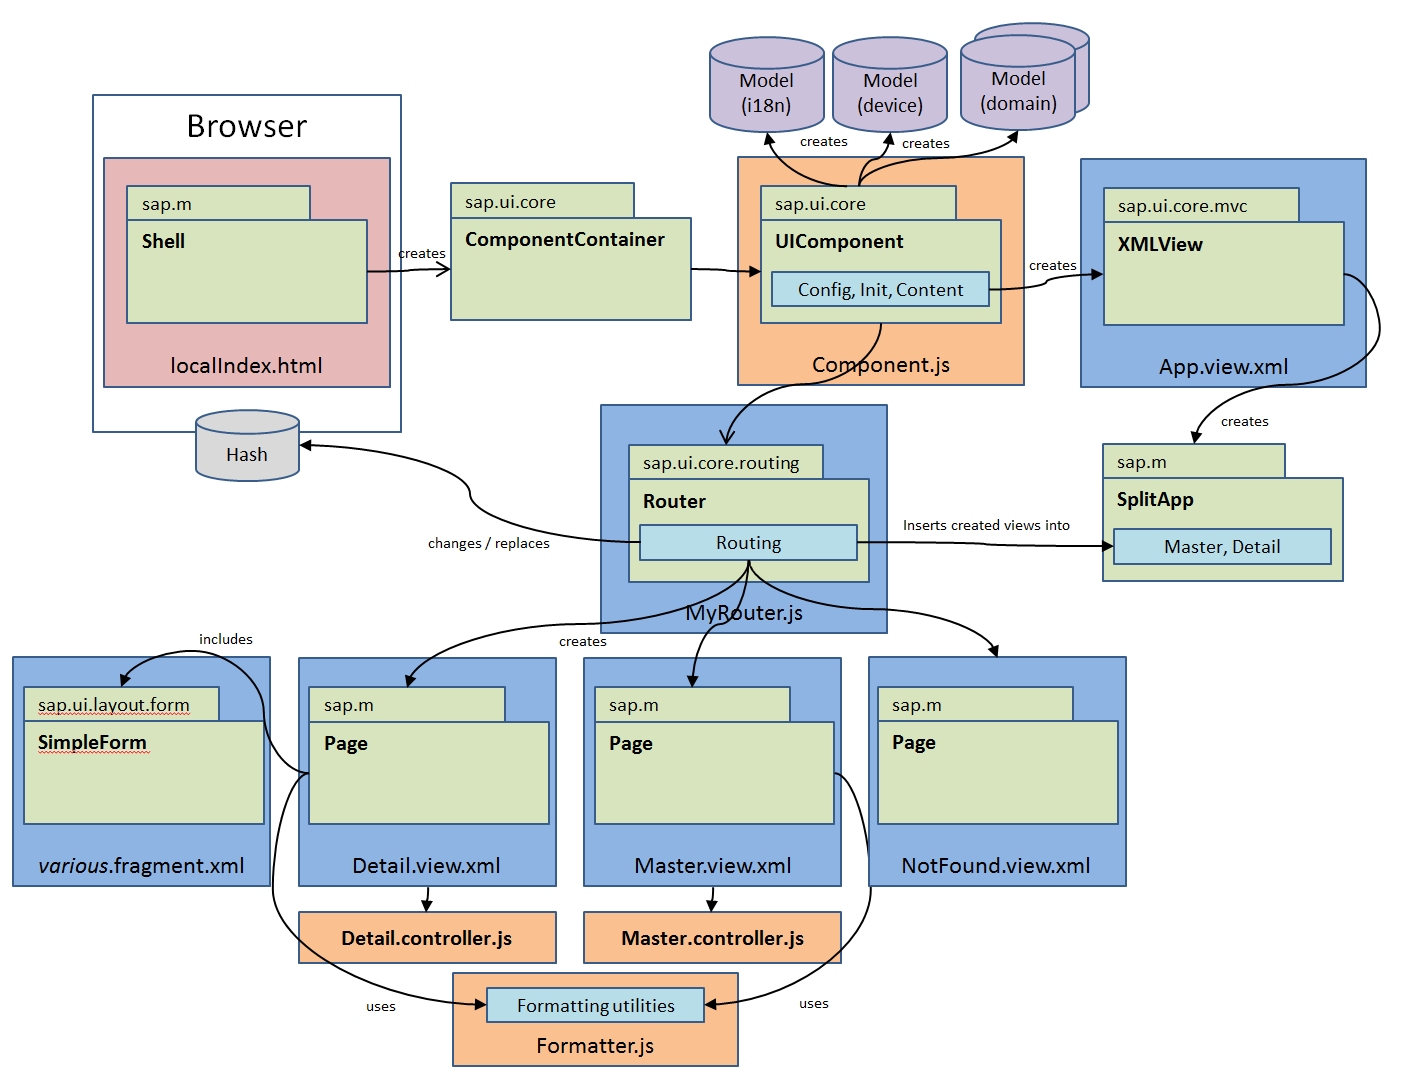 Model
(i18n)
Model
(device)
Model
(domain)
creates
creates
Browser
sap.m
Shell
localIndex.html
creates
sap.ui.core
ComponentContainer
sap.ui.core
UIComponent
Config, Init, Content
Component.js
creates
sap.ui.core.mvc
XMLView
App.view.xml
creates
Hash
changes / replaces
sap.ui.core.routing
Router
Routing
MyRouter.js
Inserts created views into
sap.m
SplitApp
Master, Detail
includes
creates
sap.ui.layout.form
SimpleForm
various.fragment.xml
sap.m
Page
Detail.view.xml
sap.m
Page
Master.view.xml
sap.m
Page
NotFound.view.xml
Detail.controller.js
Master.controller.js
uses
Formatting utilities
uses
Formatter.js